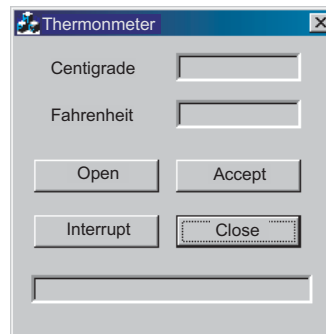 Thermonmeter
Centigrade
Fahrenheit
Open Accept
Interrupt Close